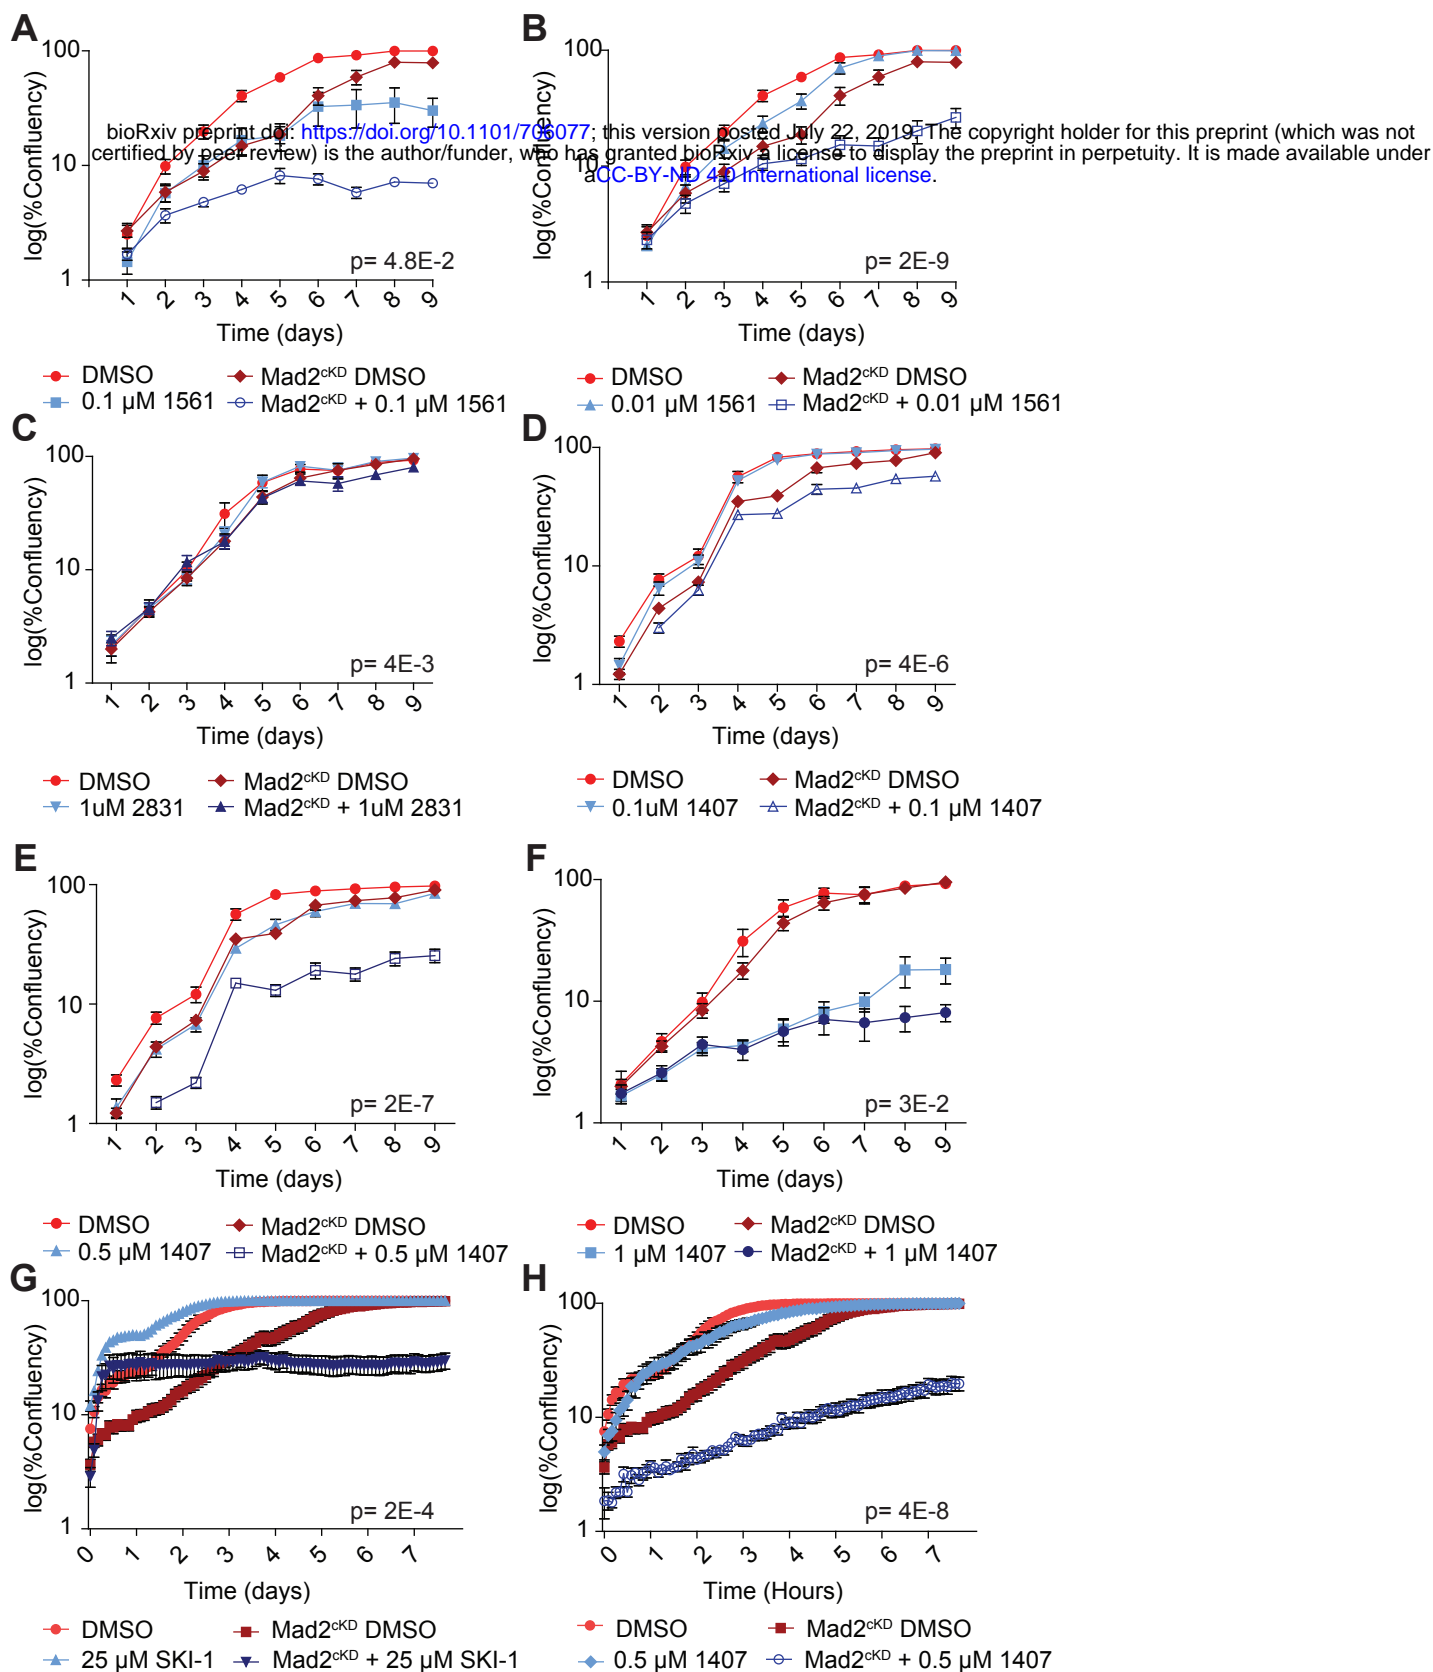 A
B
log(%Confluency)
100
10
1
1 2 3 4 5 6 7 8 9
Time (days)
p= 4.8E-2
log(%Confluency)
100
10
1
1 2 3 4 5 6 7 8 9
Time (days)
p= 2E-9
bioRxiv preprint doi: https://doi.org/10.1101/706077; this version posted July 22, 2019. The copyright holder for this preprint (which was not
certified by peer review) is the author/funder, who has granted bioRxiv a license to display the preprint in perpetuity. It is made available under
aCC-BY-ND 4.0 International license.
DMSO Mad2cKD DMSO
0.1 µM 1561 Mad2cKD + 0.1 µM 1561
DMSO Mad2cKD DMSO
0.01 µM 1561 Mad2cKD + 0.01 µM 1561
C
D
log(%Confluency)
100
10
1
1 2 3 4 5 6 7 8 9
Time (days)
p= 4E-3
log(%Confluency)
100
10
1
1 2 3 4 5 6 7 8 9
Time (days)
p= 4E-6
DMSO Mad2cKD DMSO
1uM 2831 Mad2cKD + 1uM 2831
DMSO Mad2cKD DMSO
0.1uM 1407 Mad2cKD + 0.1 µM 1407
E
F
log(%Confluency)
100
10
1
1 2 3 4 5 6 7 8 9
Time (days)
p= 2E-7
log(%Confluency)
100
10
1
1 2 3 4 5 6 7 8 9
Time (days)
p= 3E-2
DMSO Mad2cKD DMSO
0.5 µM 1407 Mad2cKD + 0.5 µM 1407
DMSO Mad2cKD DMSO
1 µM 1407 Mad2cKD + 1 µM 1407
G
H
log(%Confluency)
100
10
1
0 1 2 3 4 5 6 7
Time (days)
p= 2E-4
log(%Confluency)
100
10
1
0 1 2 3 4 5 6 7
Time (Hours)
p= 4E-8
DMSO Mad2cKD DMSO
25 µM SKI-1 Mad2cKD + 25 µM SKI-1
DMSO Mad2cKD DMSO
0.5 µM 1407 Mad2cKD + 0.5 µM 1407